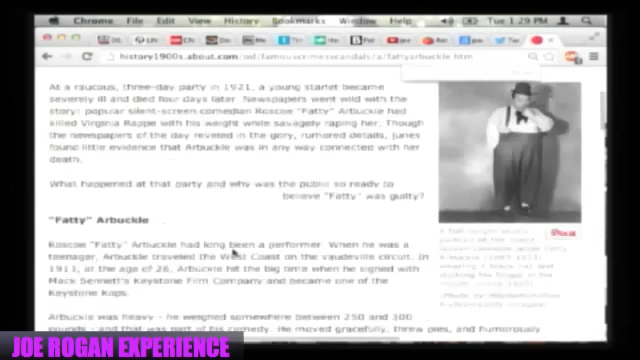 Chrome File Edit View History Bookmarks Window Help
Tue 1:29 PM
history1900s.about.com/od/famouscrimesscandals/a/fattyarbuckle.htm
At a raucous, three-day party in 1921, a young starlet became
severely ill and died four days later. Newspapers went wild with the
story: popular silent-screen comedian Roscoe "Fatty" Arbuckle had
killed Virginia Rappe with his weight while savagely raping her. Though
the newspapers of the day reveled in the gory, rumored details, juries
found little evidence that Arbuckle was in any way connected with her
death.
What happened at that party and why was the public so ready to
believe "Fatty" was guilty?
"Fatty" Arbuckle
Roscoe "Fatty" Arbuckle had long been a performer. When he was a
teenager, Arbuckle traveled the West Coast on the vaudeville circuit. In
1913, at the age of 26, Arbuckle hit the big time when he signed with
Mack Sennett's Keystone Film Company and became one of the
Keystone Kops.
Arbuckle was heavy - he weighed somewhere between 250 and 300
pounds - and that was part of his comedy. He moved gracefully, threw pies, and humorously
Pin it
JOE ROGAN EXPERIENCE